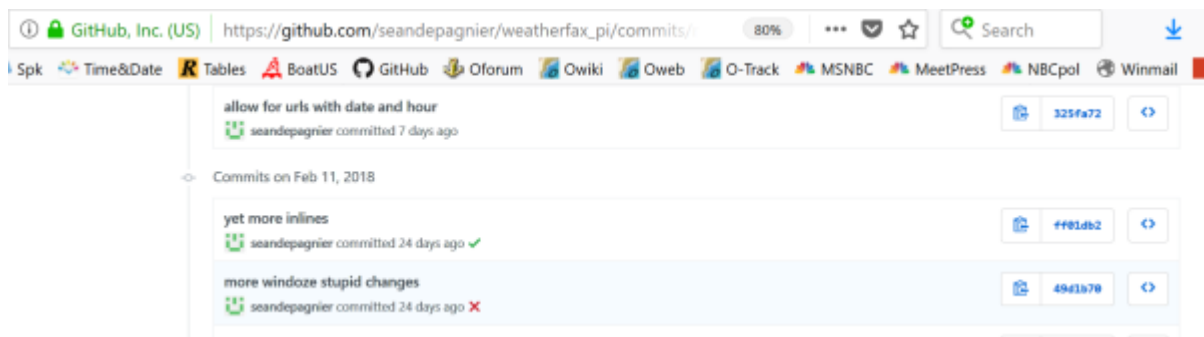 GitHub, Inc. (US) https://github.com/seandepagnier/weatherfax_pi/commits/ 80% Search
Spk Time&Date Tables BoatUS GitHub Oforum Owiki Oweb O-Track MSNBC MeetPress NBCpol Winmail
allow for urls with date and hour
325fa72
seandepagnier committed 7 days ago
Commits on Feb 11, 2018
yet more inlines
ff01db2
seandepagnier committed 24 days ago
more windoze stupid changes
49d1b70
seandepagnier committed 24 days ago